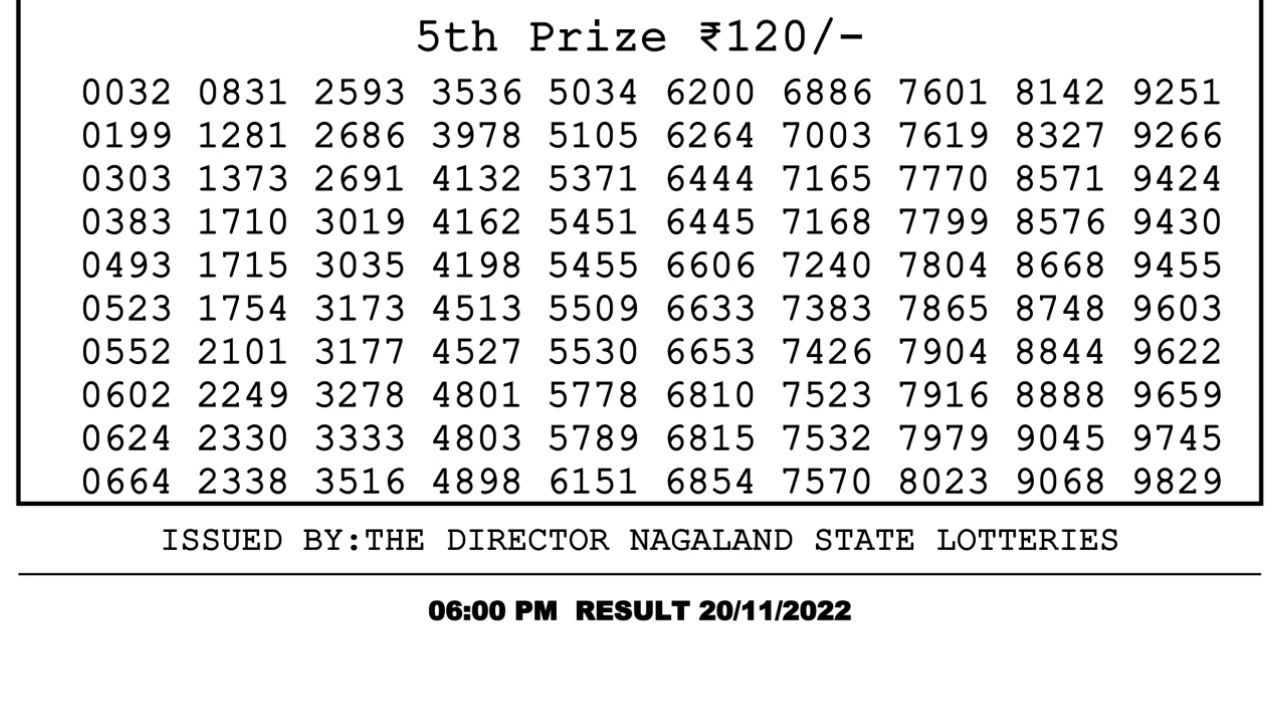 5th Prize ₹120/-
0032 0831 2593 3536 5034 6200 6886 7601 8142 9251
0199 1281 2686 3978 5105 6264 7003 7619 8327 9266
0303 1373 2691 4132 5371 6444 7165 7770 8571 9424
0383 1710 3019 4162 5451 6445 7168 7799 8576 9430
0493 1715 3035 4198 5455 6606 7240 7804 8668 9455
0523 1754 3173 4513 5509 6633 7383 7865 8748 9603
0552 2101 3177 4527 5530 6653 7426 7904 8844 9622
0602 2249 3278 4801 5778 6810 7523 7916 8888 9659
0624 2330 3333 4803 5789 6815 7532 7979 9045 9745
0664 2338 3516 4898 6151 6854 7570 8023 9068 9829
ISSUED BY:THE DIRECTOR NAGALAND STATE LOTTERIES
06:00 PM RESULT 20/11/2022